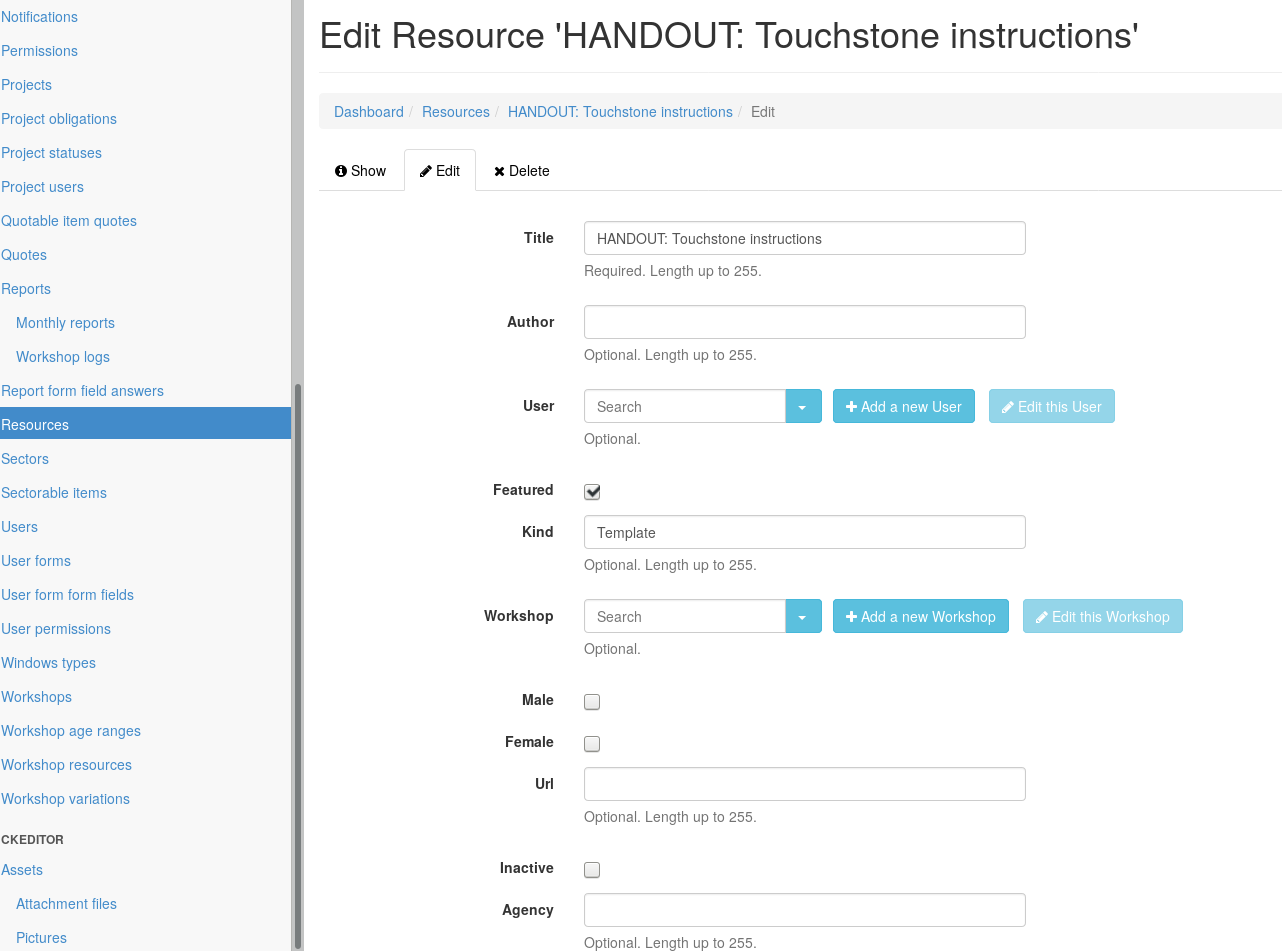 Notifications
Permissions
Projects
Project obligations
Project statuses
Project users
Quotable item quotes
Quotes
Reports
Monthly reports
Workshop logs
Report form field answers
Resources
Sectors
Sectorable items
Users
User forms
User form form fields
User permissions
Windows types
Workshops
Workshop age ranges
Workshop resources
Workshop variations
CKEDITOR
Assets
Attachment files
Pictures
Edit Resource 'HANDOUT: Touchstone instructions'
Dashboard / Resources / HANDOUT: Touchstone instructions / Edit
Show Edit Delete
Title HANDOUT: Touchstone instructions
Required. Length up to 255.
Author
Optional. Length up to 255.
User Search Add a new User Edit this User
Optional.
Featured
Kind Template
Optional. Length up to 255.
Workshop Search Add a new Workshop Edit this Workshop
Optional.
Male
Female
Url
Optional. Length up to 255.
Inactive
Agency
Optional. Length up to 255.